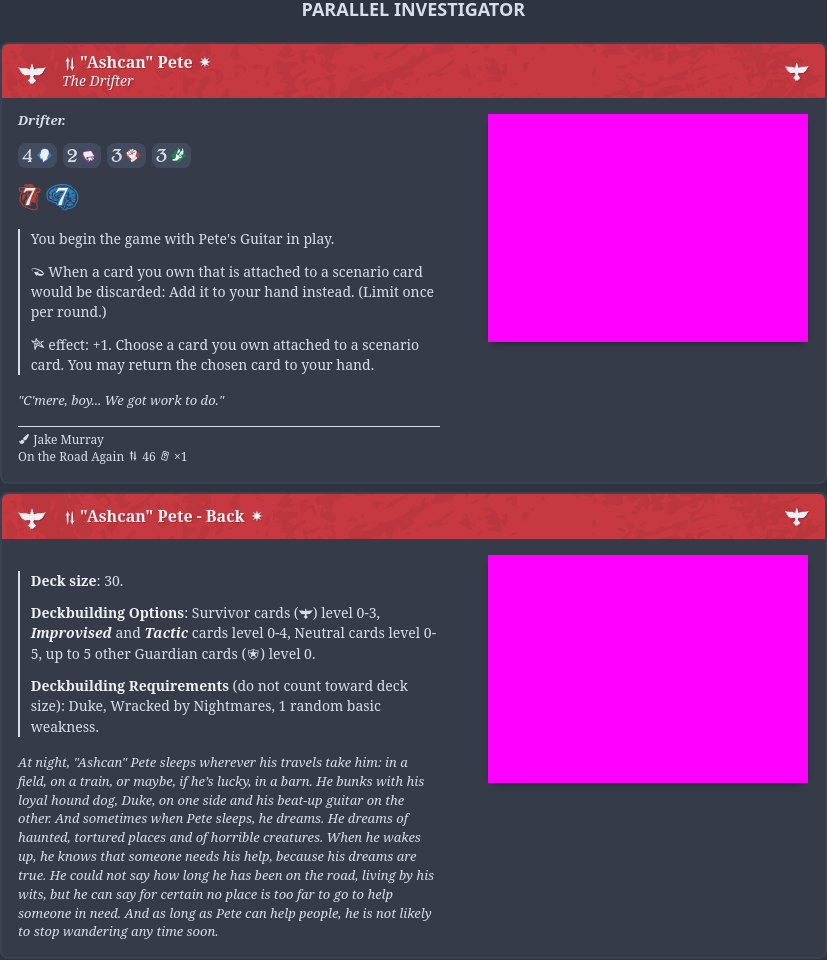 PARALLEL INVESTIGATOR
"Ashcan" Pete
The Drifter
Drifter.
4 2 3 3
7 7
You begin the game with Pete's Guitar in play.
When a card you own that is attached to a scenario card
would be discarded: Add it to your hand instead. (Limit once
per round.)
effect: +1. Choose a card you own attached to a scenario
card. You may return the chosen card to your hand.
"C'mere, boy... We got work to do."
Jake Murray
On the Road Again 46 ×1
"Ashcan" Pete - Back
Deck size: 30.
Deckbuilding Options: Survivor cards () level 0-3,
Improvised and Tactic cards level 0-4, Neutral cards level 0-
5, up to 5 other Guardian cards () level 0.
Deckbuilding Requirements (do not count toward deck
size): Duke, Wracked by Nightmares, 1 random basic
weakness.
At night, "Ashcan" Pete sleeps wherever his travels take him: in a
field, on a train, or maybe, if he's lucky, in a barn. He bunks with his
loyal hound dog, Duke, on one side and his beat-up guitar on the
other. And sometimes when Pete sleeps, he dreams. He dreams of
haunted, tortured places and of horrible creatures. When he wakes
up, he knows that someone needs his help, because his dreams are
true. He could not say how long he has been on the road, living by his
wits, but he can say for certain no place is too far to go to help
someone in need. And as long as Pete can help people, he is not likely
to stop wandering any time soon.